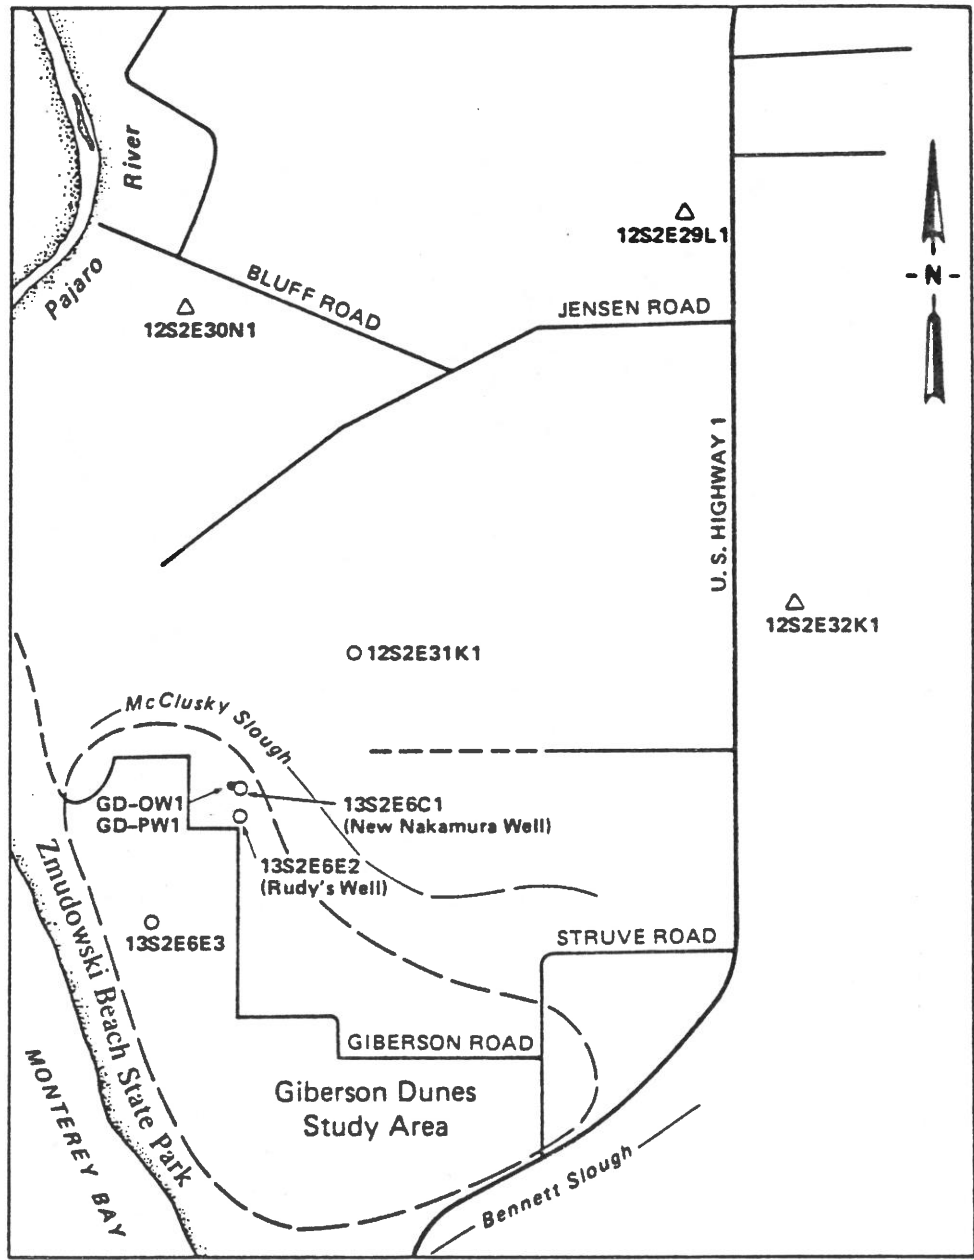 River
Pajaro
12S2E29L1
- N -
BLUFF ROAD
JENSEN ROAD
12S2E30N1
U. S. HIGHWAY 1
12S2E32K1
12S2E31K1
McClusky Slough
GD-OW1
GD-PW1
13S2E6C1
(New Nakamura Well)
13S2E6E2
(Rudy's Well)
13S2E6E3
STRUVE ROAD
Zmudowski Beach State Park
GIBERSON ROAD
Giberson Dunes
Study Area
MONTEREY BAY
Bennett Slough